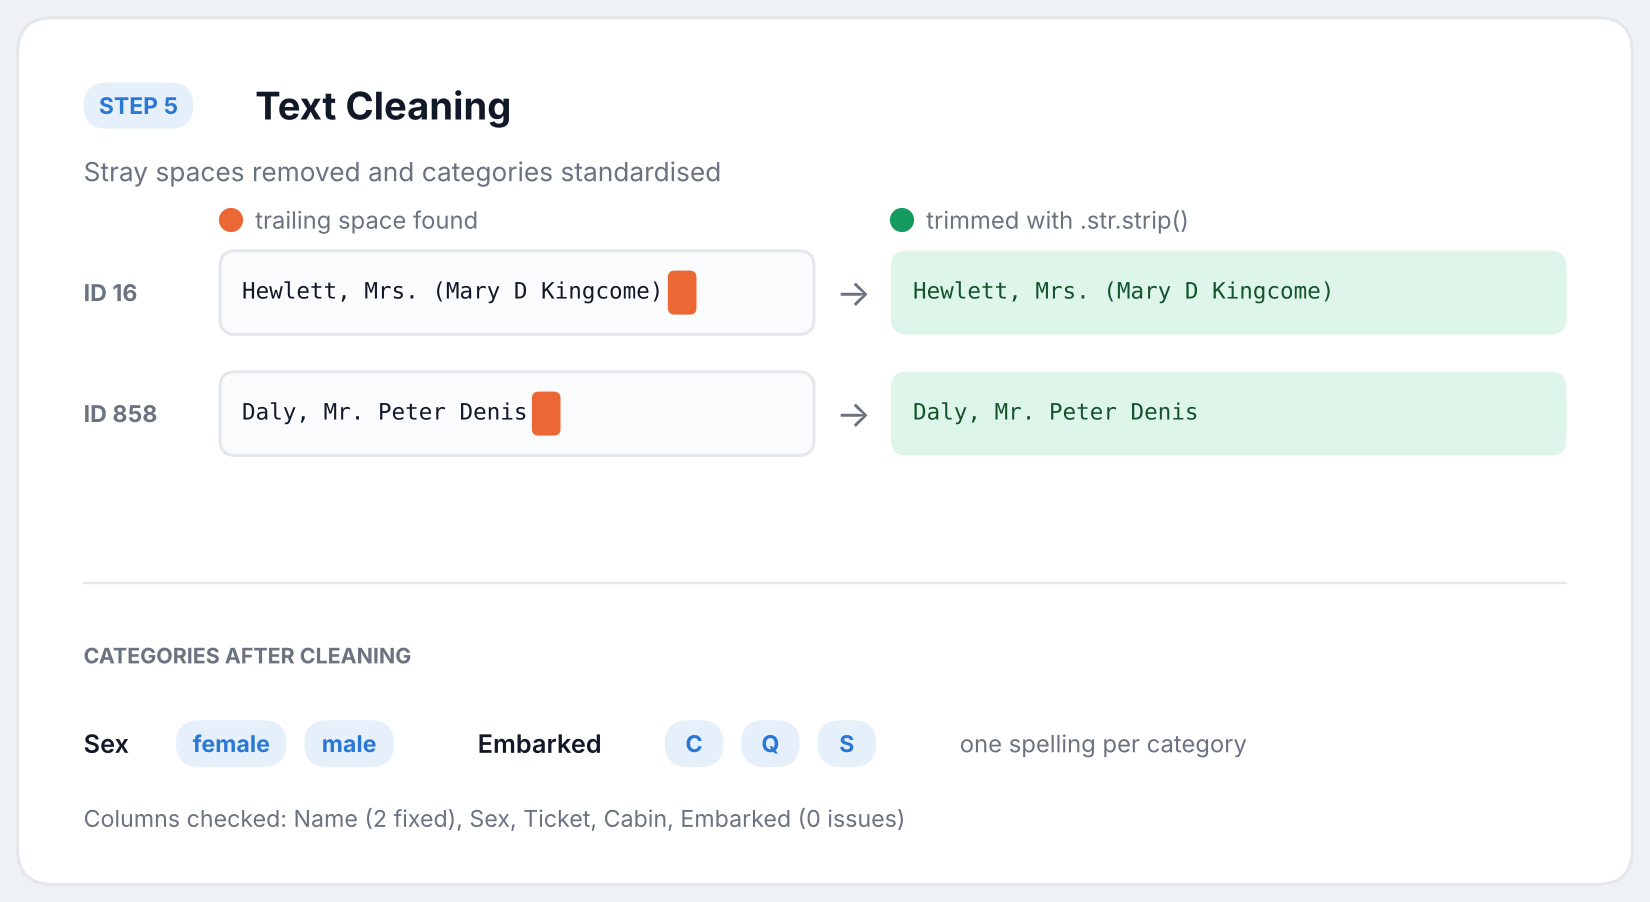 STEP 5 Text Cleaning
Stray spaces removed and categories standardised
trailing space found trimmed with .str.strip()
ID 16 Hewlett, Mrs. (Mary D Kingcome) → Hewlett, Mrs. (Mary D Kingcome)
ID 858 Daly, Mr. Peter Denis → Daly, Mr. Peter Denis
CATEGORIES AFTER CLEANING
Sex female male Embarked C Q S one spelling per category
Columns checked: Name (2 fixed), Sex, Ticket, Cabin, Embarked (0 issues)